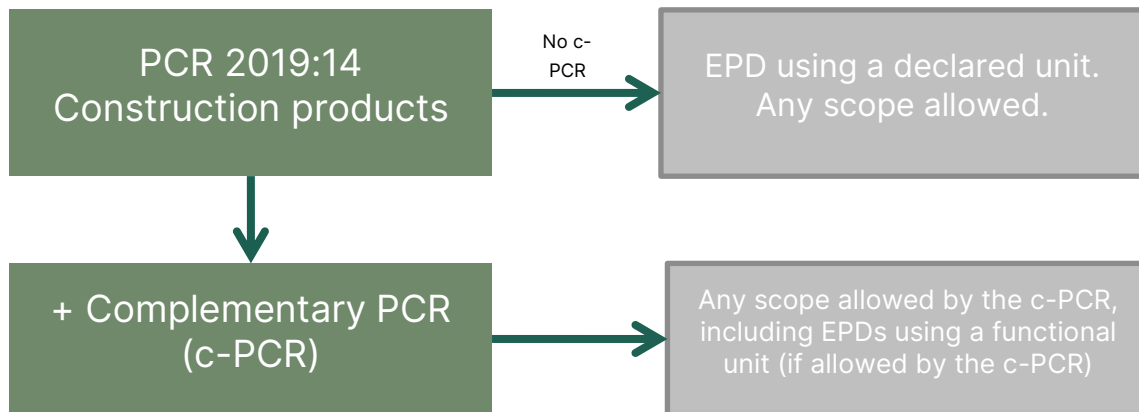 PCR 2019:14
Construction products
No c-
PCR
EPD using a declared unit.
Any scope allowed.
+ Complementary PCR
(c-PCR)
Any scope allowed by the c-PCR,
including EPDs using a functional
unit (if allowed by the c-PCR)